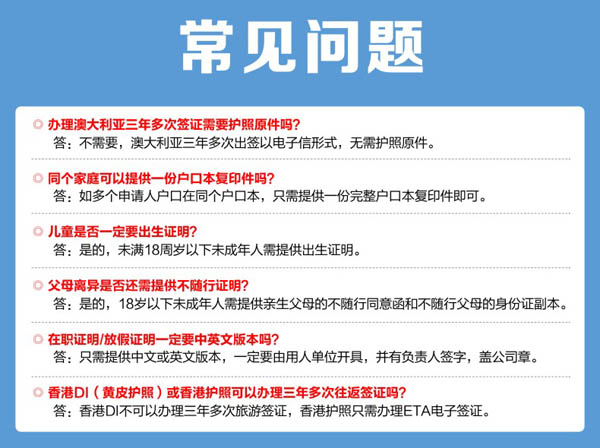 常见问题
办理澳大利亚三年多次签证需要护照原件吗?
答：不需要，澳大利亚三年多次出签以电子信形式，无需护照原件。
同个家庭可以提供一份户口本复印件吗?
答：如多个申请人户口在同个户口本，只需提供一份完整户口本复印件即可。
儿童是否一定要出生证明?
答：是的，未满18周岁以下未成年人需提供出生证明。
父母离异是否还需提供不随行证明?
答：是的，18岁以下未成年人需提供亲生父母的不随行同意函和不随行父母的身份证副本。
在职证明/放假证明一定要中英文版本吗?
答：只需提供中文或英文版本，一定要由用人单位开具，并有负责人签字，盖公司章。
香港DI（黄皮护照）或香港护照可以办理三年多次往返签证吗?
答：香港DI不可以办理三年多次旅游签证，香港护照只需办理ETA电子签证。